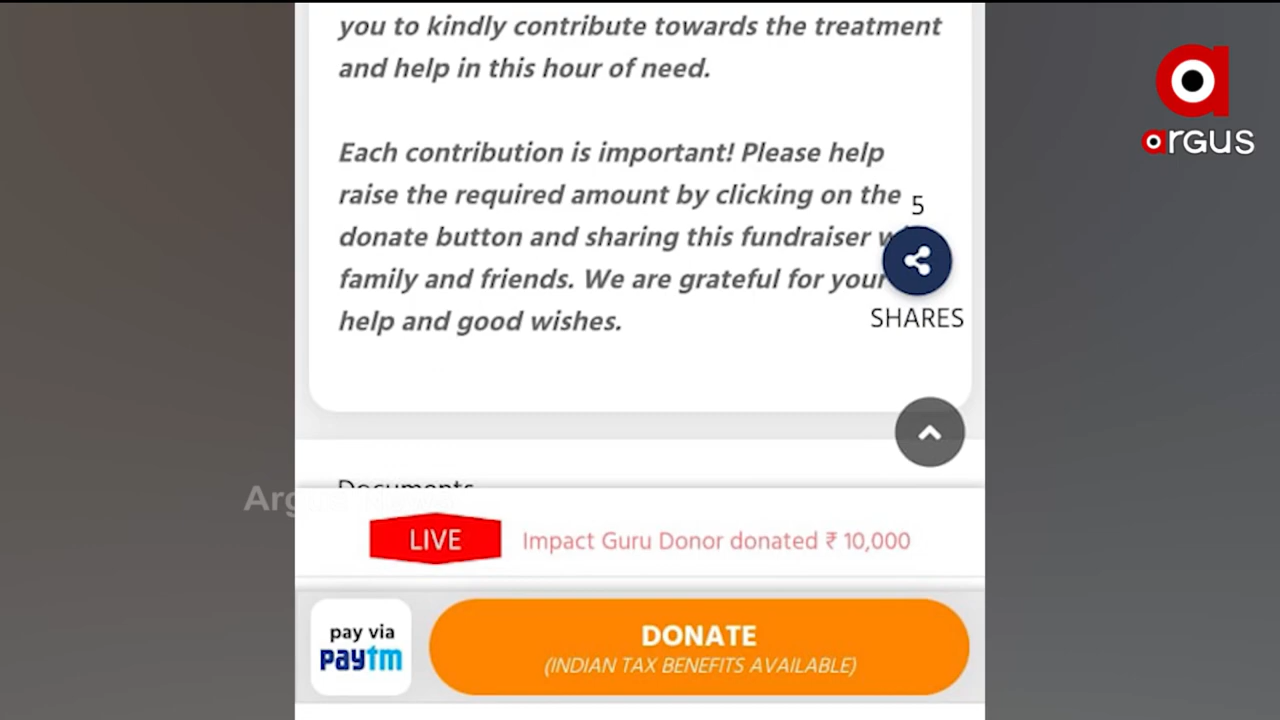 you to kindly contribute towards the treatment
and help in this hour of need.
Each contribution is important! Please help
raise the required amount by clicking on the
donate button and sharing this fundraiser
family and friends. We are grateful for your
help and good wishes.
5
SHARES
Documents
LIVE
Impact Guru Donor donated ₹ 10,000
pay via
paytm
DONATE
(INDIAN TAX BENEFITS AVAILABLE)
argus